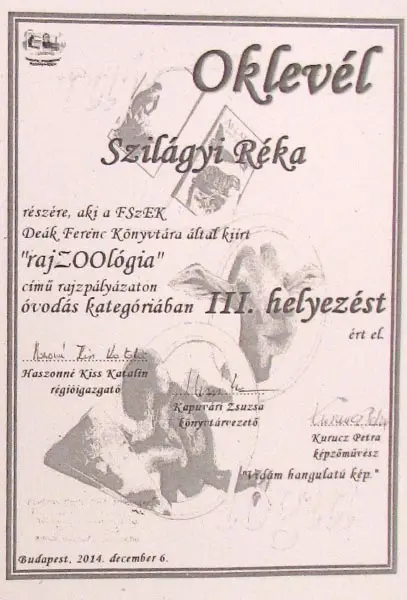 Oklevél
Szilágyi Réka
részére, aki a FSzEK
Deák Ferenc Könyvtára által kiírt
"rajZOOlógia"
című rajzpályázaton
óvodás kategóriában III. helyezést
ért el.
Haszonné Kiss Katalin
régióigazgató
Kapuvári Zsuzsa
könyvtárvezető
Kurucz Petra
képzőművész
"Vidám hangulatú kép."
Budapest, 2014. december 6.